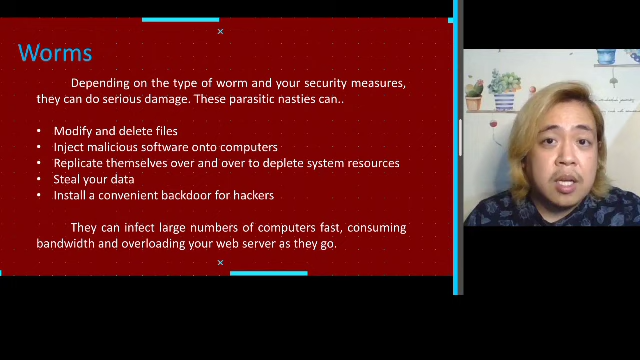 Worms
Depending on the type of worm and your security measures,
they can do serious damage. These parasitic nasties can..
• Modify and delete files
• Inject malicious software onto computers
• Replicate themselves over and over to deplete system resources
• Steal your data
• Install a convenient backdoor for hackers
They can infect large numbers of computers fast, consuming
bandwidth and overloading your web server as they go.